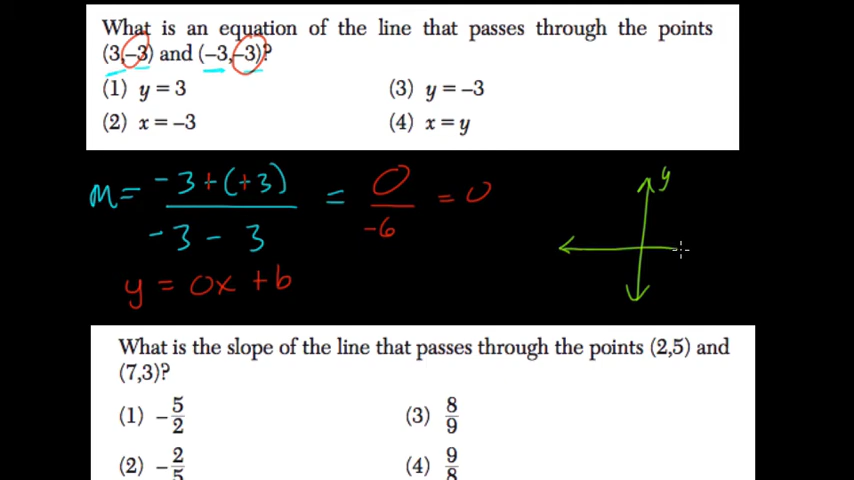 What is an equation of the line that passes through the points
(3,–3) and (–3,–3)?
(1) y = 3
(3) y = –3
(2) x = –3
(4) x = y
m = -3 + (+3) / -3 - 3 = 0 / -6 = 0
y
y = 0x + b
What is the slope of the line that passes through the points (2,5) and
(7,3)?
(1) –5/2
(3) 8/9
(2) –2/5
(4) 9/8